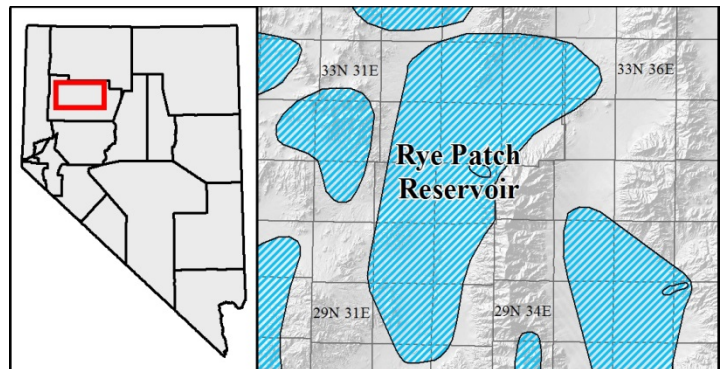 33N 31E
33N 36E
Rye Patch
Reservoir
29N 31E
29N 34E